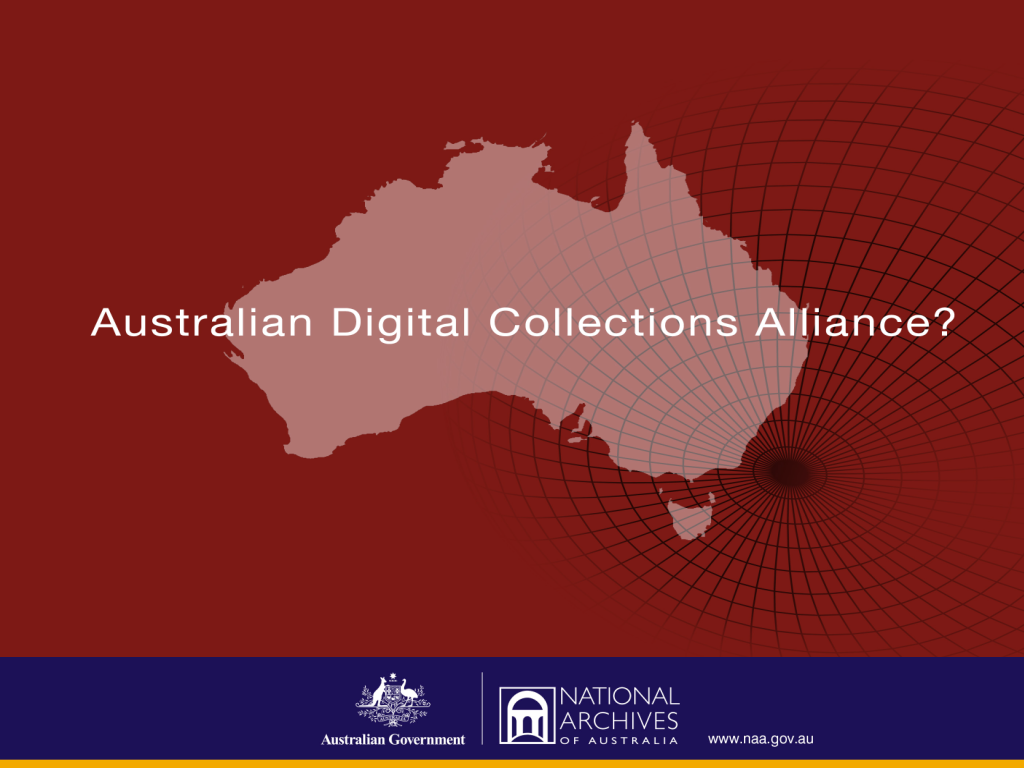 Australian Digital Collections Alliance?
Australian Government
NATIONAL
ARCHIVES
OF AUSTRALIA
www.naa.gov.au